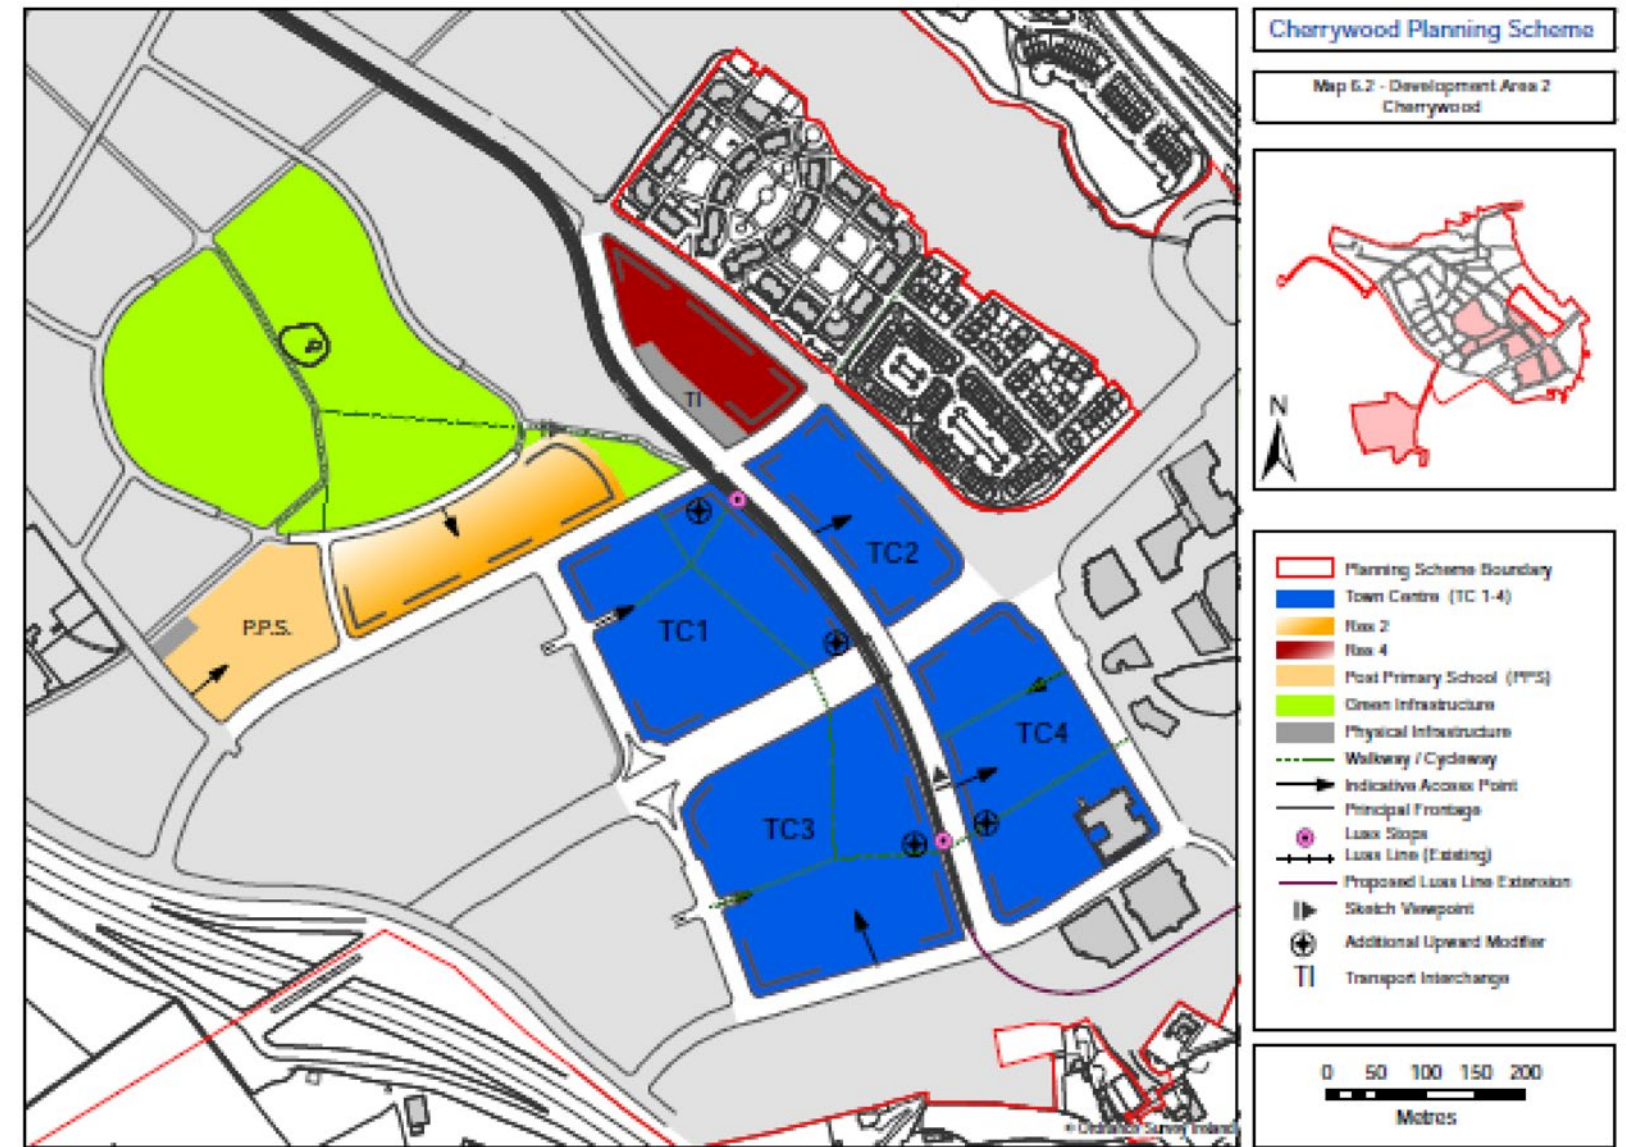 Cherrywood Planning Scheme
Map 6.2 - Development Area 2
Cherrywood
N
Planning Scheme Boundary
Town Centre (TC 1-4)
Res 2
Res 4
Post Primary School (PPS)
Green Infrastructure
Physical Infrastructure
Walkway / Cycleway
Indicative Access Point
Principal Frontage
Luas Stops
Luas Line (Existing)
Proposed Luas Line Extension
Sketch Viewpoint
Additional Upward Modifier
TI Transport Interchange
0 50 100 150 200
Metres
TI
TC2
P.P.S.
TC1
TC4
TC3
© Ordnance Survey Ireland